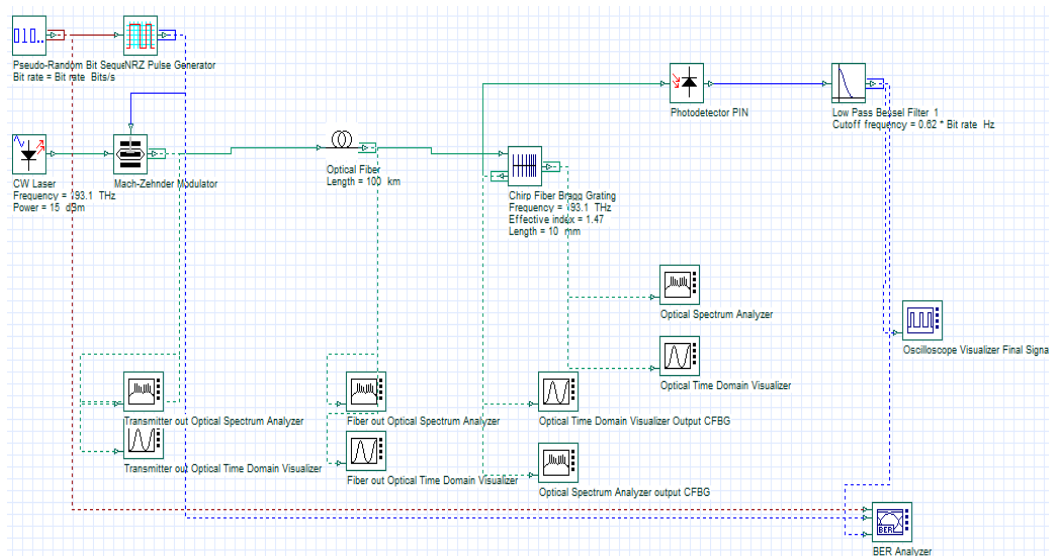 Pseudo-Random Bit Seque
NRZ Pulse Generator
Bit rate = Bit rate Bits/s
Photodetector PIN
Low Pass Bessel Filter 1
Cutoff frequency = 0.62 * Bit rate Hz
CW Laser
Frequency = 193.1 THz
Power = 15 dBm
Mach-Zehnder Modulator
Optical Fiber
Length = 100 km
Chirp Fiber Bragg Grating
Frequency = 193.1 THz
Effective index = 1.47
Length = 10 mm
Optical Spectrum Analyzer
Oscilloscope Visualizer Final Signa
Optical Time Domain Visualizer
Transmitter out Optical Spectrum Analyzer
Fiber out Optical Spectrum Analyzer
Optical Time Domain Visualizer Output CFBG
Transmitter out Optical Time Domain Visualizer
Fiber out Optical Time Domain Visualizer
Optical Spectrum Analyzer output CFBG
BER
BER Analyzer